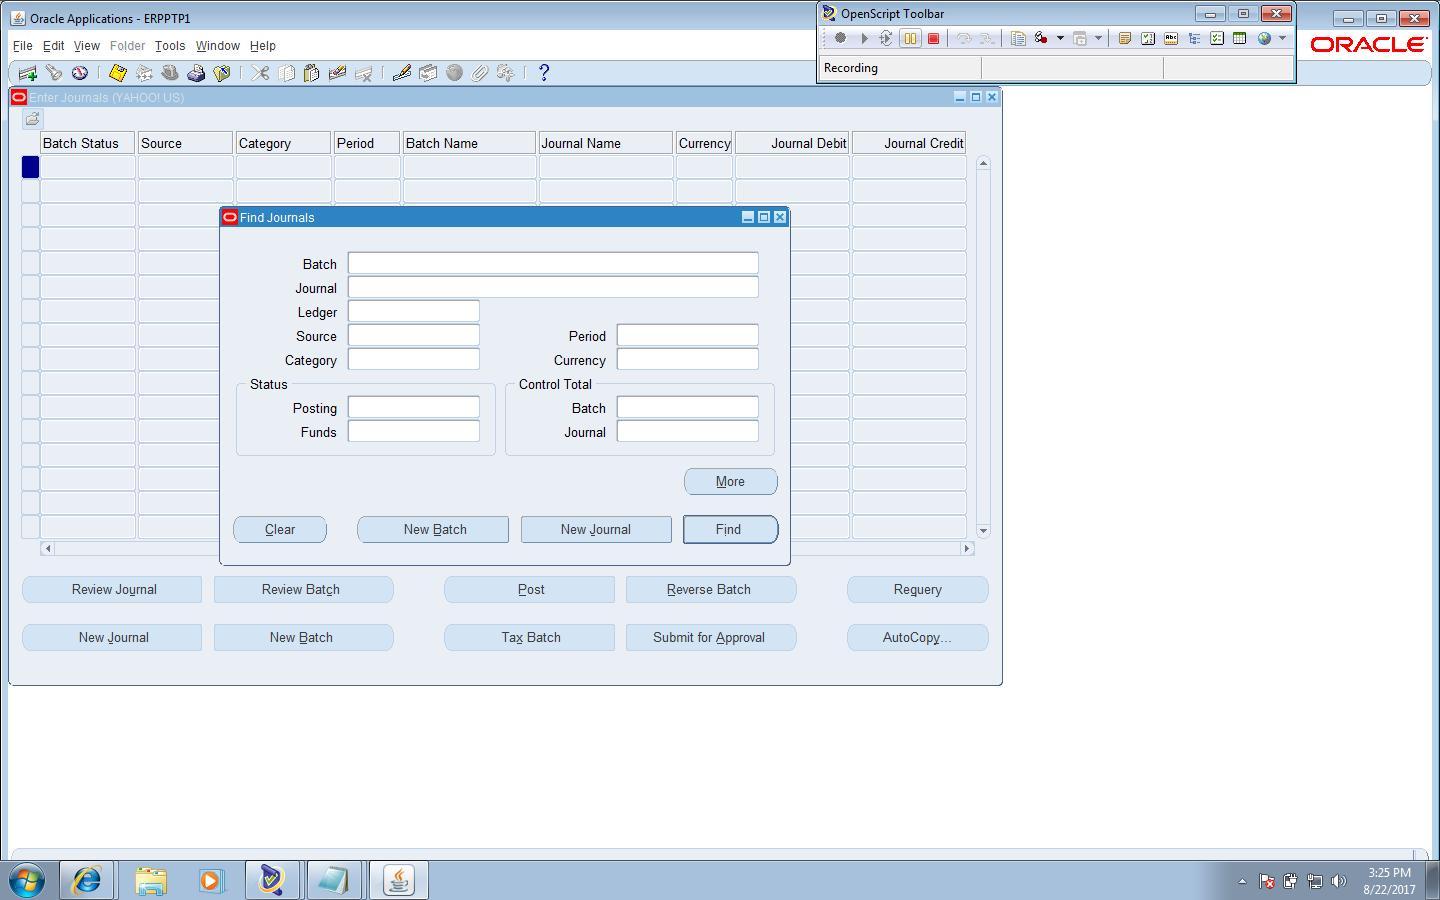 Oracle Applications - ERPPTP1
OpenScript Toolbar
File Edit View Folder Tools Window Help
ORACLE
Recording
Enter Journals (YAHOO! US)
Batch Status Source Category Period Batch Name Journal Name Currency Journal Debit Journal Credit
Find Journals
Batch
Journal
Ledger
Source Period
Category Currency
Status Control Total
Posting Batch
Funds Journal
More
Clear New Batch New Journal Find
Review Journal Review Batch Post Reverse Batch Requery
New Journal New Batch Tax Batch Submit for Approval AutoCopy...
3:25 PM
8/22/2017